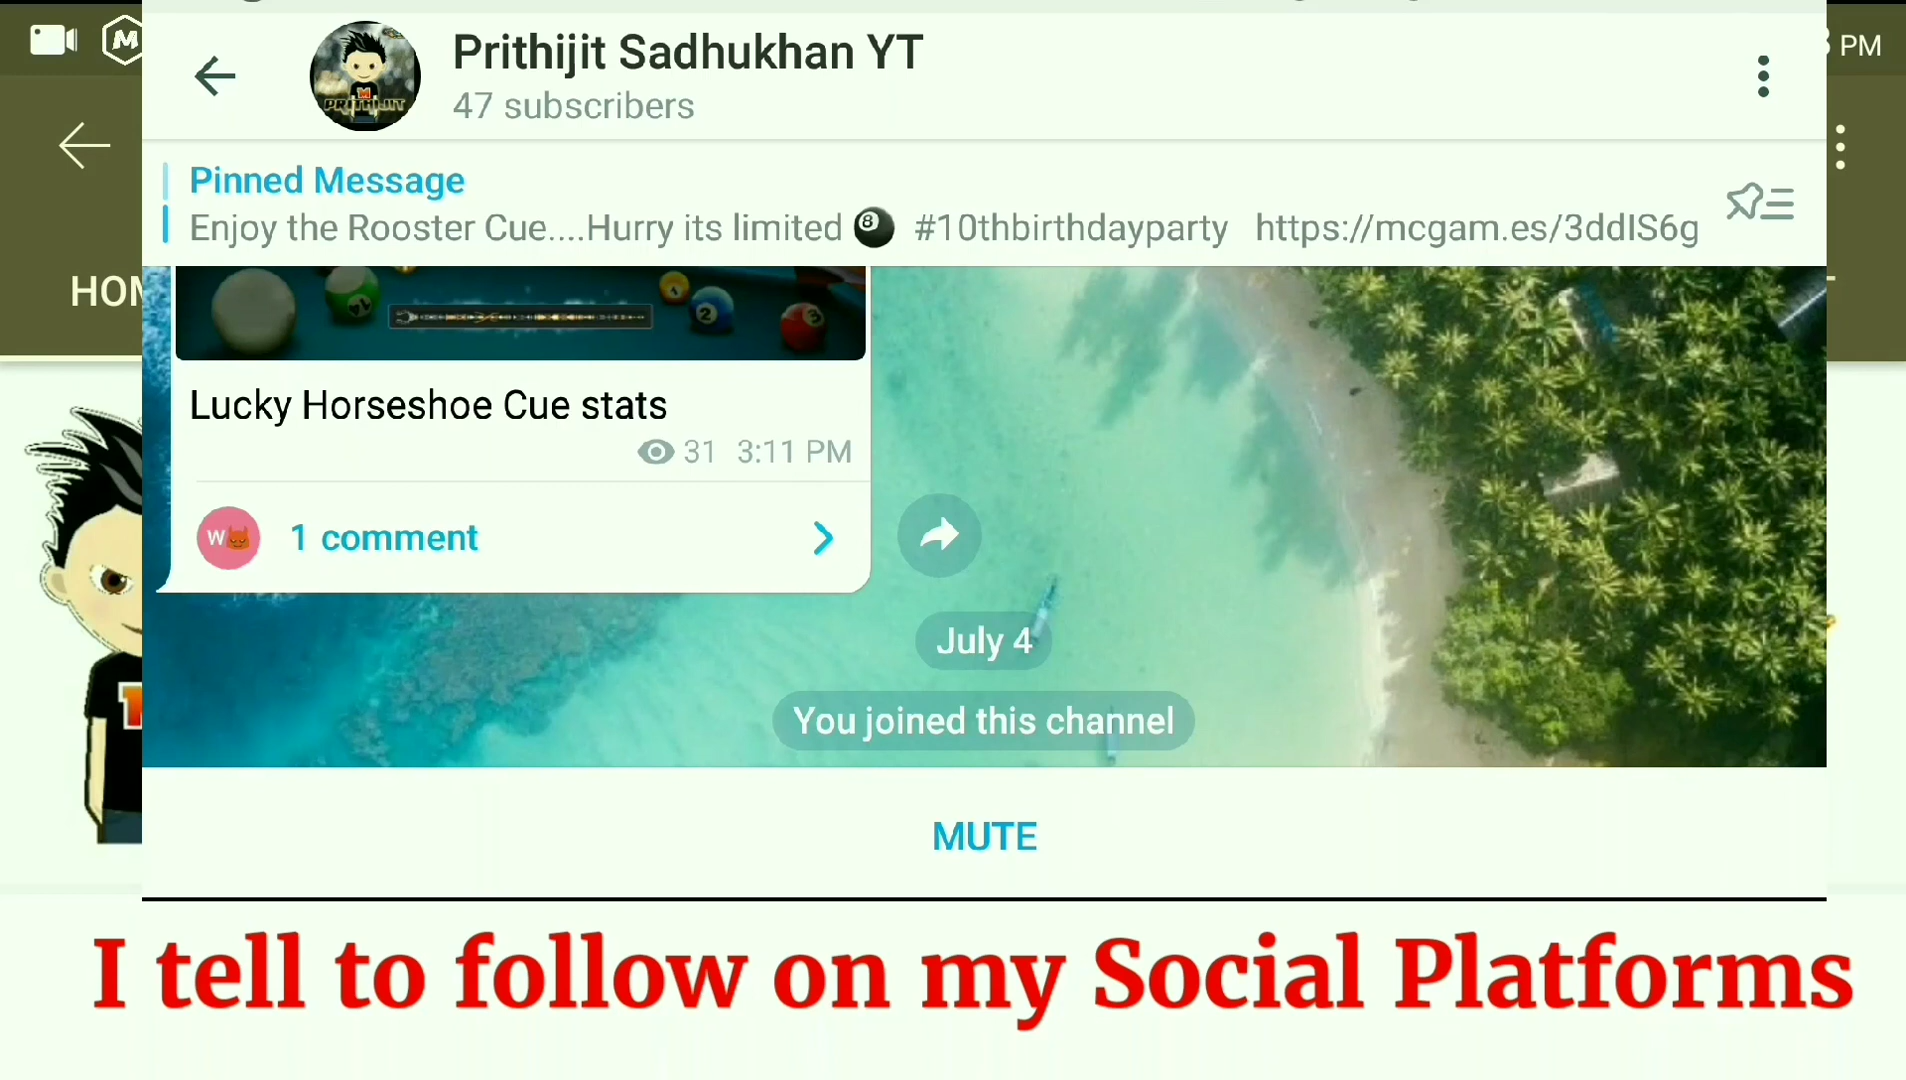 Prithijit Sadhukhan YT
PM
47 subscribers
PRITHIJIT
Pinned Message
Enjoy the Rooster Cue....Hurry its limited 🎱 #10thbirthdayparty https://mcgam.es/3ddIS6g
HOM
Lucky Horseshoe Cue stats
31 3:11 PM
W
1 comment
July 4
You joined this channel
MUTE
I tell to follow on my Social Platforms